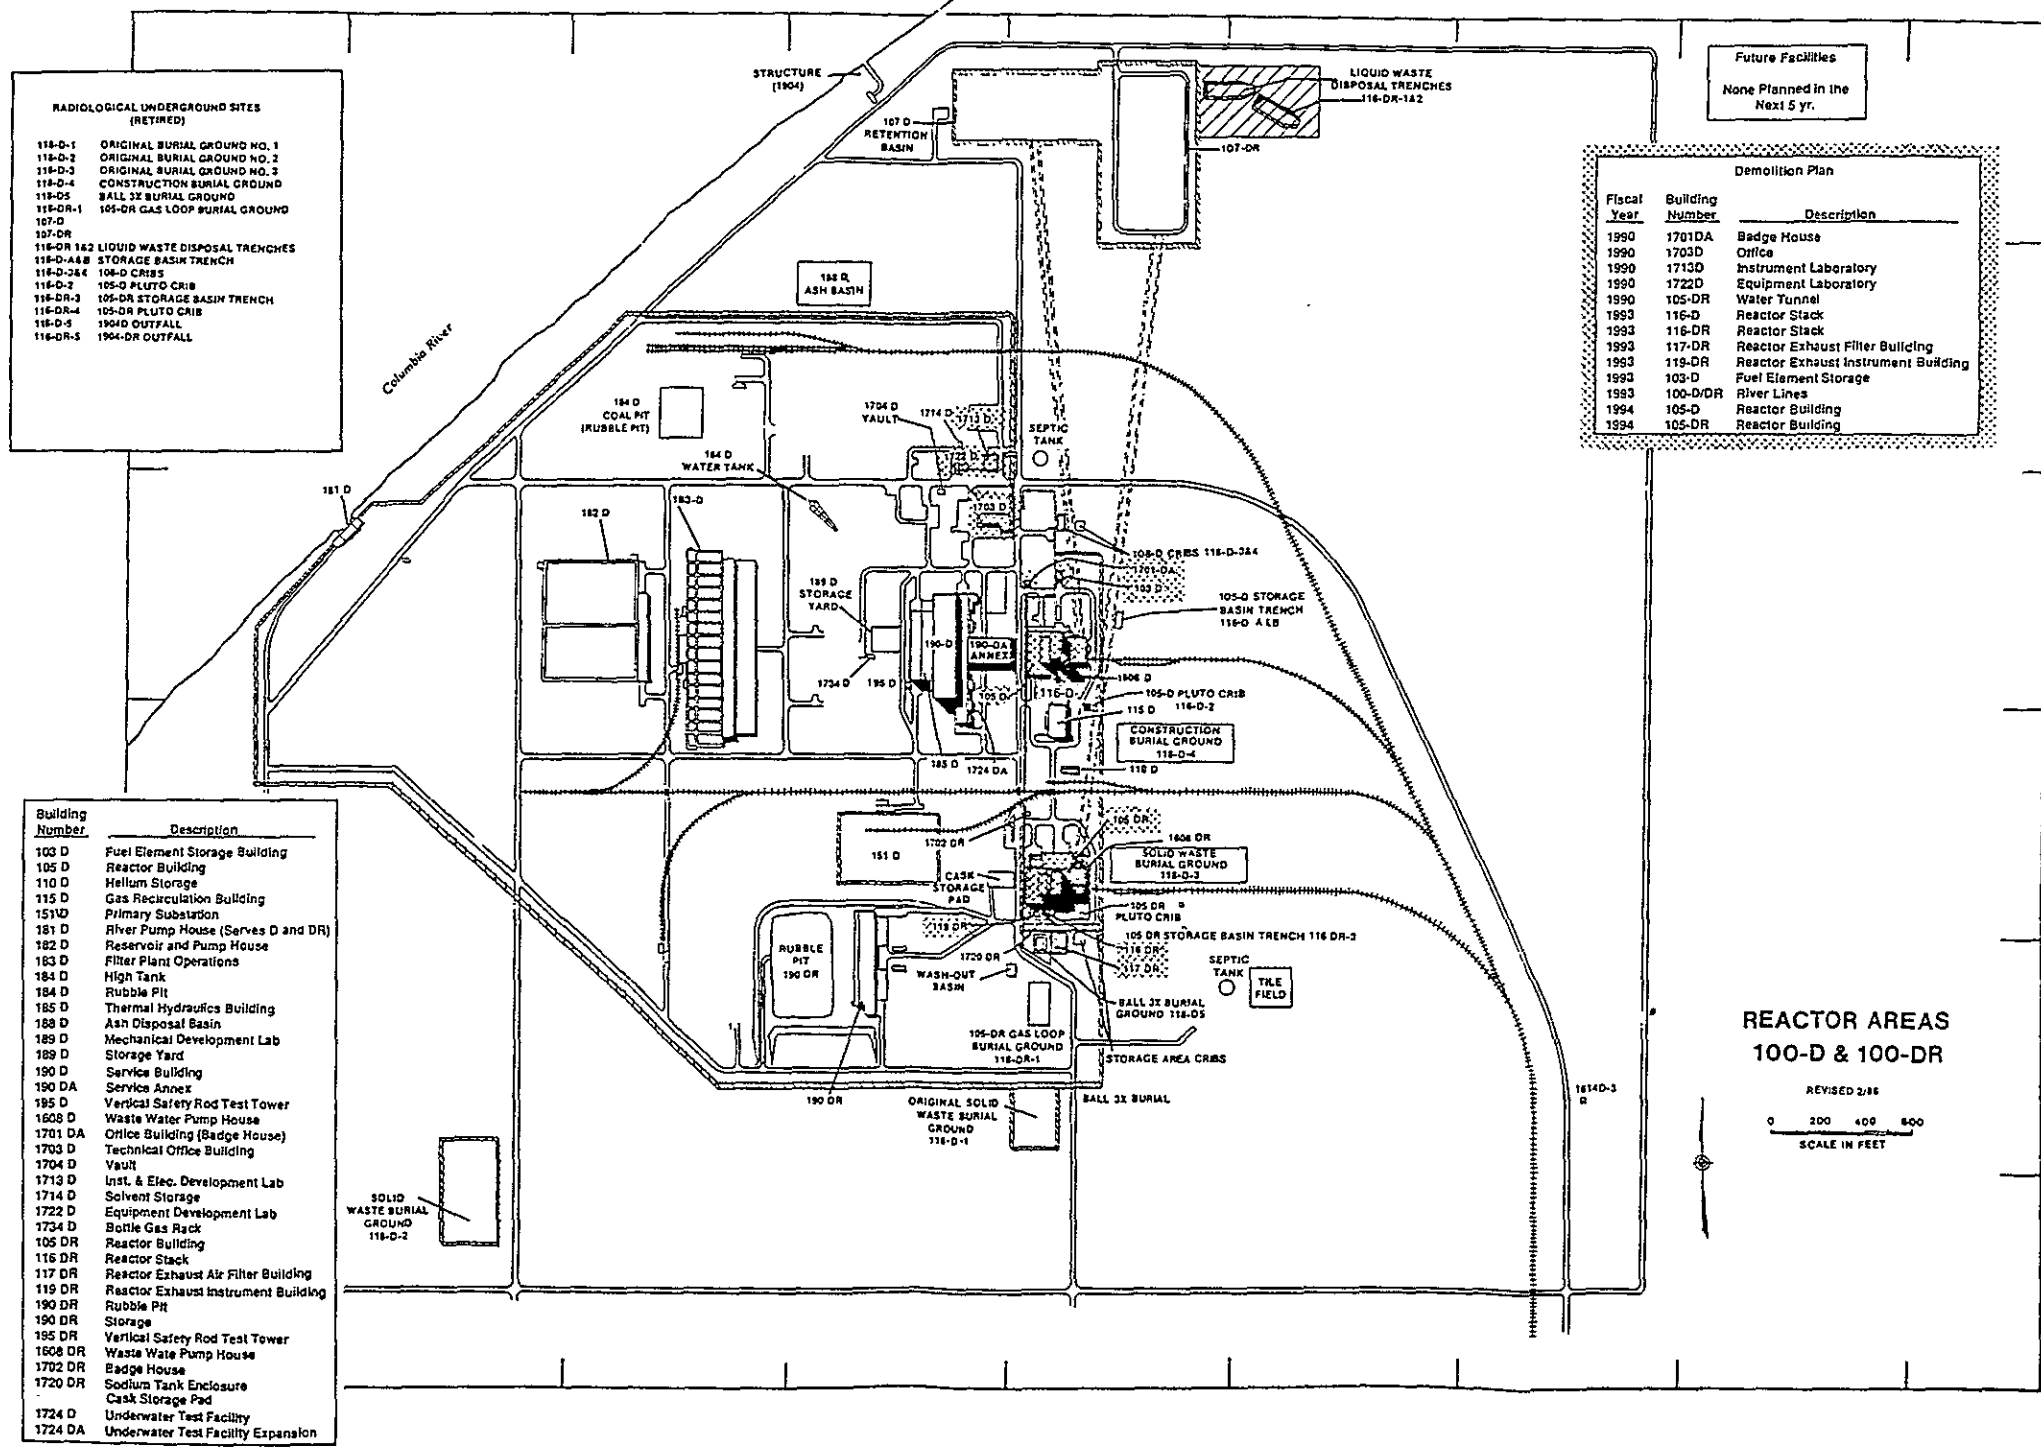 RADIOLOGICAL UNDERGROUND SITES
(RETIRED)
118-D-1 ORIGINAL BURIAL GROUND NO. 1
118-D-2 ORIGINAL BURIAL GROUND NO. 2
118-D-3 ORIGINAL BURIAL GROUND NO. 3
118-D-4 CONSTRUCTION BURIAL GROUND
118-D5 BALL 3X BURIAL GROUND
118-DR-1 105-DR GAS LOOP BURIAL GROUND
107-D
107-DR
116-DR 1&2 LIQUID WASTE DISPOSAL TRENCHES
116-D-A&B STORAGE BASIN TRENCH
116-D-3&4 108-D CRIBS
116-D-2 105-D PLUTO CRIB
116-DR-3 105-DR STORAGE BASIN TRENCH
116-DR-4 105-DR PLUTO CRIB
116-D-5 1904D OUTFALL
116-DR-5 1904-DR OUTFALL
Future Facilities
None Planned in the
Next 5 yr.
Demolition Plan
Fiscal Year Building Number Description
1990 1701DA Badge House
1990 1703D Office
1990 1713D Instrument Laboratory
1990 1722D Equipment Laboratory
1990 105-DR Water Tunnel
1993 116-D Reactor Stack
1993 116-DR Reactor Stack
1993 117-DR Reactor Exhaust Filter Building
1993 119-DR Reactor Exhaust Instrument Building
1993 103-D Fuel Element Storage
1993 100-D/DR River Lines
1994 105-D Reactor Building
1994 105-DR Reactor Building
STRUCTURE
(1904)
107 D
RETENTION
BASIN
LIQUID WASTE
DISPOSAL TRENCHES
116-DR-1&2
107-DR
188 D
ASH BASIN
Columbia River
184 D
COAL PIT
(RUBBLE PIT)
184 D
WATER TANK
1704 D
VAULT
1714 D
1713 D
1722 D
SEPTIC
TANK
181 D
182 D
183-D
1703 D
108-D CRIBS 116-D-3&4
1701-DA
103 D
189 D
STORAGE
YARD
105-D STORAGE
BASIN TRENCH
116-D A&B
190-D
190-DA
ANNEX
1734 D
195 D
105 D
116-D
1608 D
105-D PLUTO CRIB
116-D-2
115 D
CONSTRUCTION
BURIAL GROUND
118-D-4
185 D
1724 DA
110 D
105 DR
1702 DR
1608 DR
151 D
SOLID WASTE
BURIAL GROUND
118-D-3
CASK
STORAGE
PAD
105 DR
PLUTO CRIB
119 DR
105 DR STORAGE BASIN TRENCH 116 DR-3
116 DR
117 DR
RUBBLE
PIT
190 DR
1720 DR
WASH-OUT
BASIN
SEPTIC
TANK
TILE
FIELD
BALL 3X BURIAL
GROUND 118-D5
105-DR GAS LOOP
BURIAL GROUND
118-DR-1
STORAGE AREA CRIBS
190 DR
ORIGINAL SOLID
WASTE BURIAL
GROUND
118-D-1
BALL 3X BURIAL
SOLID
WASTE BURIAL
GROUND
118-D-2
1614D-3
REACTOR AREAS
100-D & 100-DR
REVISED 2/86
0 200 400 600
SCALE IN FEET
Building
Number Description
103 D Fuel Element Storage Building
105 D Reactor Building
110 D Helium Storage
115 D Gas Recirculation Building
151 D Primary Substation
181 D River Pump House (Serves D and DR)
182 D Reservoir and Pump House
183 D Filter Plant Operations
184 D High Tank
184 D Rubble Pit
185 D Thermal Hydraulics Building
188 D Ash Disposal Basin
189 D Mechanical Development Lab
189 D Storage Yard
190 D Service Building
190 DA Service Annex
195 D Vertical Safety Rod Test Tower
1608 D Waste Water Pump House
1701 DA Office Building (Badge House)
1703 D Technical Office Building
1704 D Vault
1713 D Inst. & Elec. Development Lab
1714 D Solvent Storage
1722 D Equipment Development Lab
1734 D Bottle Gas Rack
105 DR Reactor Building
116 DR Reactor Stack
117 DR Reactor Exhaust Air Filter Building
119 DR Reactor Exhaust Instrument Building
190 DR Rubble Pit
190 DR Storage
195 DR Vertical Safety Rod Test Tower
1608 DR Waste Wate Pump House
1702 DR Badge House
1720 DR Sodium Tank Enclosure
Cask Storage Pad
1724 D Underwater Test Facility
1724 DA Underwater Test Facility Expansion